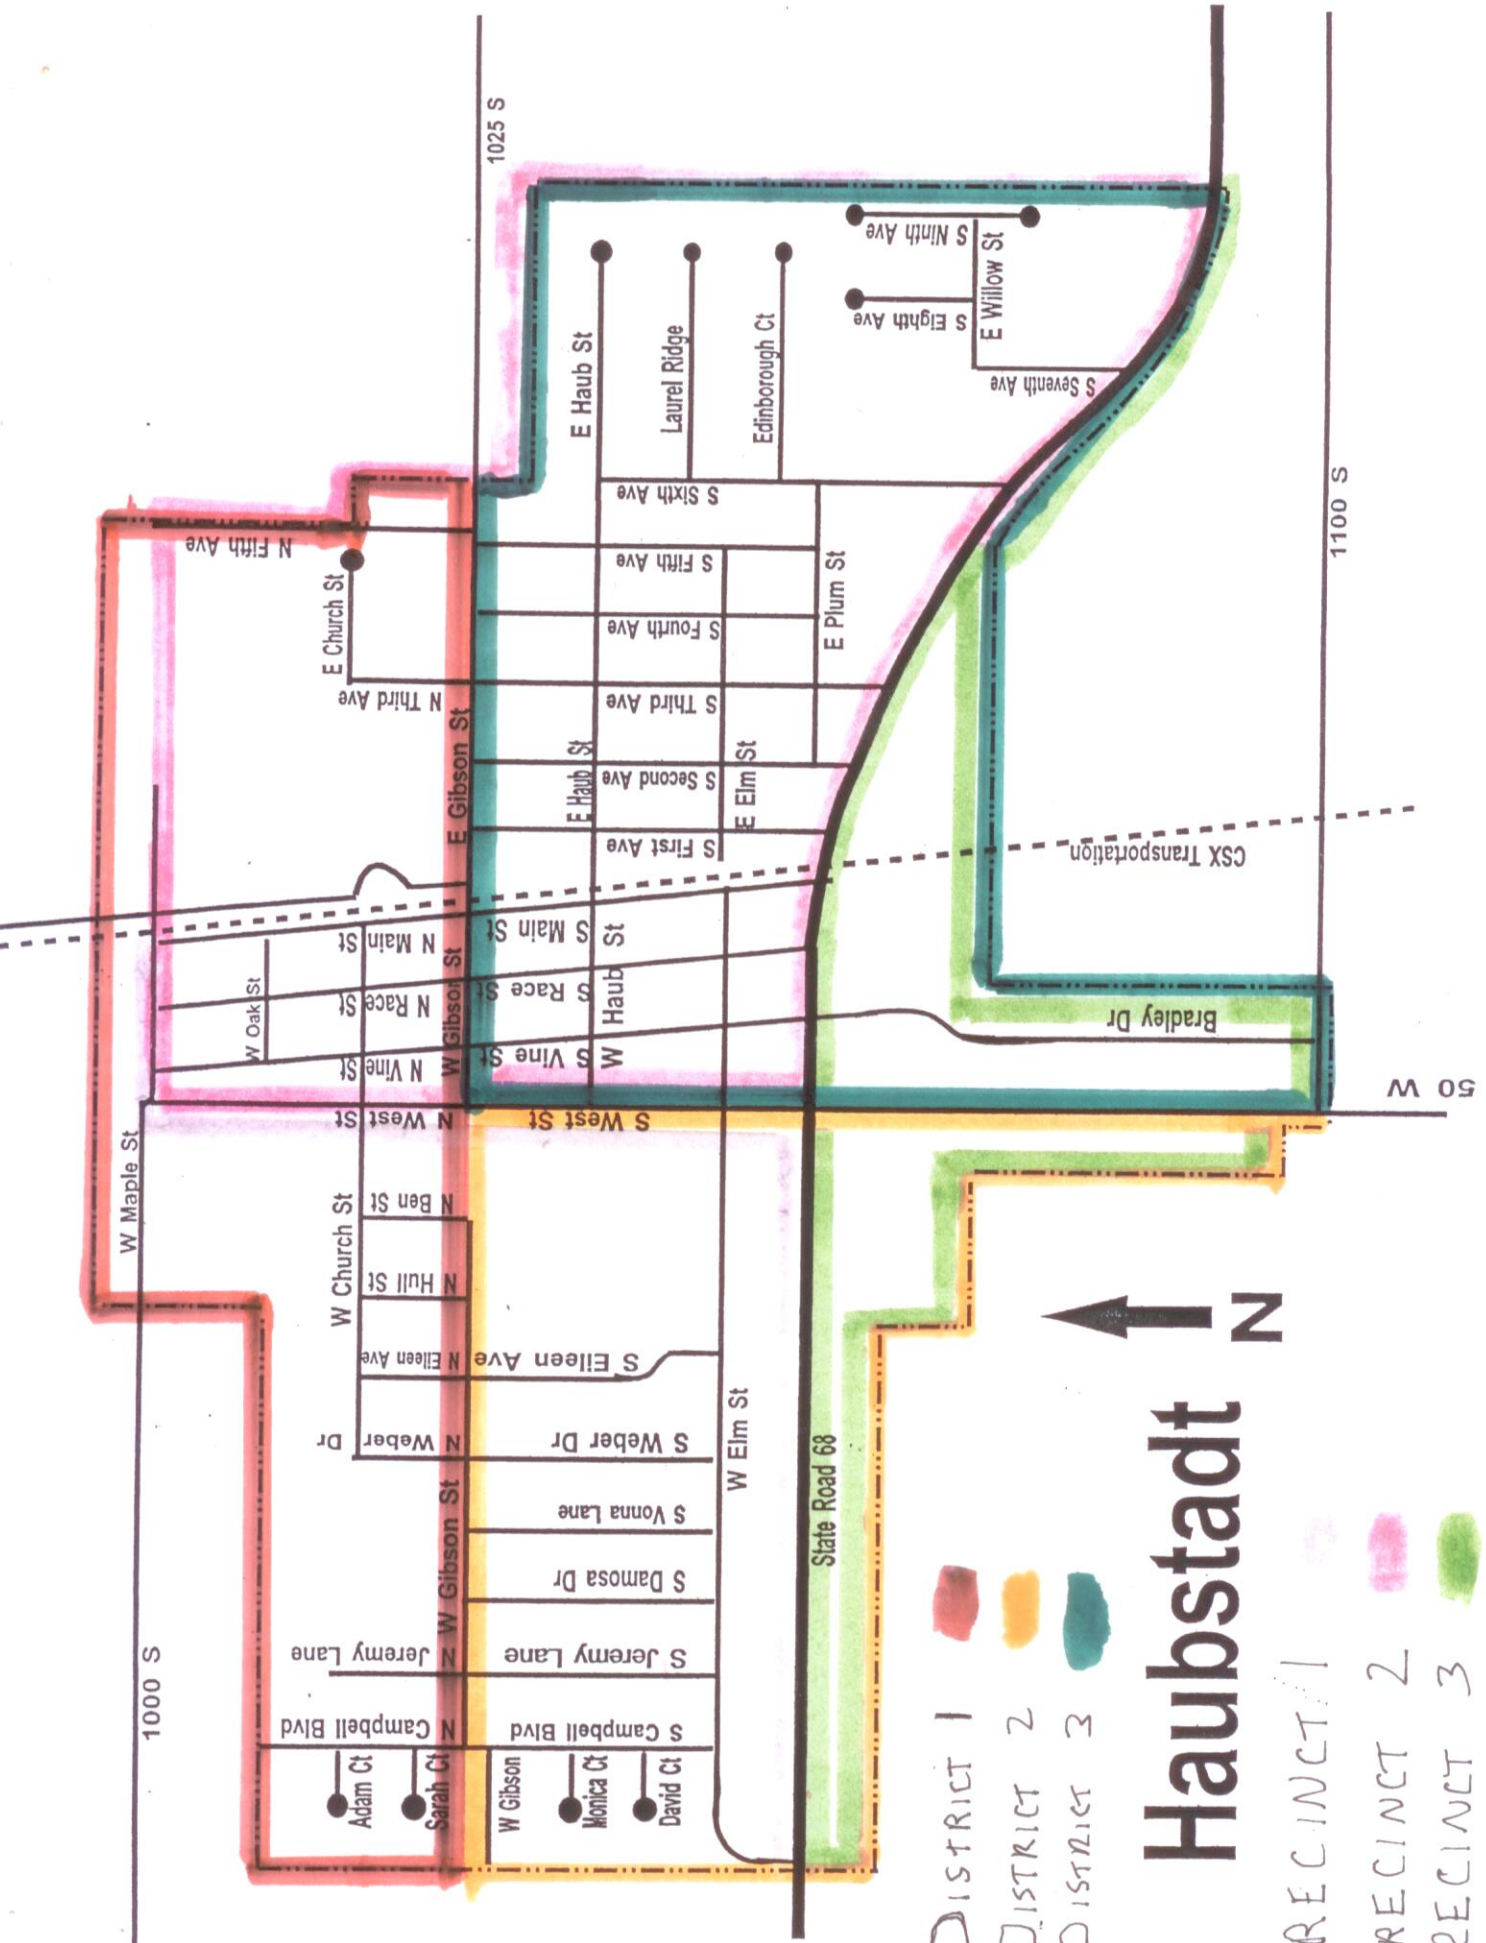 1000 S
W Maple St
1025 S
N Fifth Ave
E Church St
N Third Ave
E Gibson St
W Oak St
N Main St
N Race St
N Vine St
W Gibson St
N West St
W Church St
N Ben St
N Hull St
N Eileen Ave
N Weber Dr
W Gibson St
N Jeremy Lane
N Campbell Blvd
Adam Ct
Sarah Ct
W Gibson
Monica Ct
David Ct
S Campbell Blvd
S Jeremy Lane
S Damosa Dr
S Vonna Lane
S Weber Dr
S Eileen Ave
S West St
S Vine St
S Race St
S Main St
W Haub St
S First Ave
S Second Ave
S Third Ave
S Fourth Ave
S Fifth Ave
S Sixth Ave
E Haub St
E Haub St
Laurel Ridge
Edinborough Ct
E Elm St
E Plum St
S Seventh Ave
S Eighth Ave
S Ninth Ave
E Willow St
W Elm St
State Road 68
Bradley Dr
CSX Transportation
50 W
1100 S
N
Haubstadt
DISTRICT 1
DISTRICT 2
DISTRICT 3
RECINCT 1
RECINCT 2
RECINCT 3